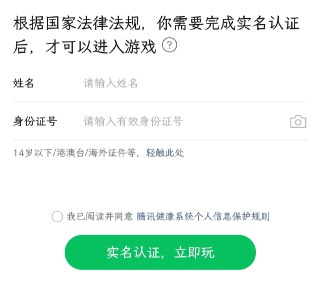 根据国家法律法规，你需要完成实名认证
后，才可以进入游戏 ?
姓名 请输入姓名
身份证号 请输入有效身份证号
14岁以下/港澳台/海外证件等，轻触此处
我已阅读并同意 腾讯健康系统个人信息保护规则
实名认证，立即玩